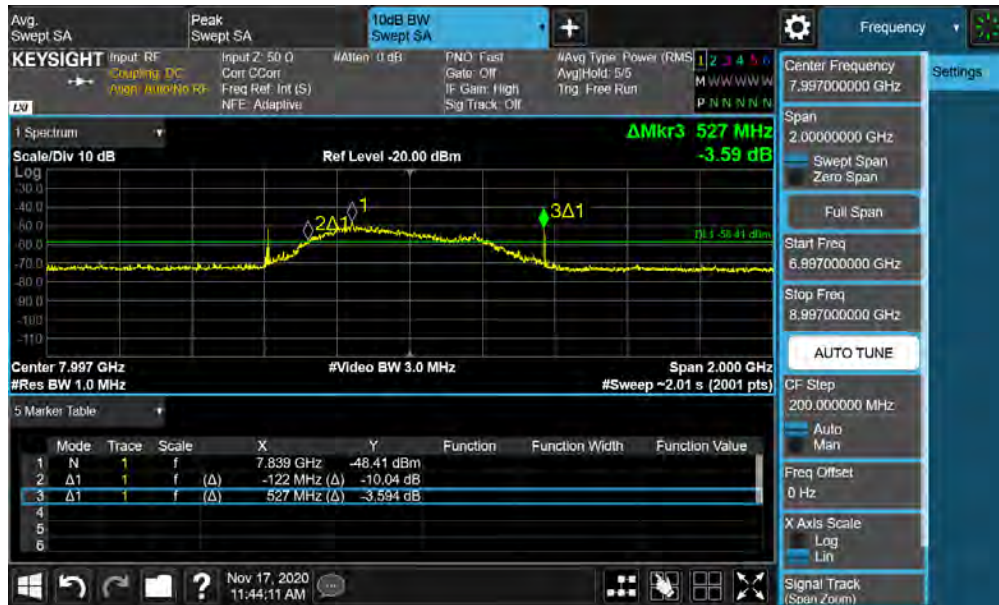 Avg.
Swept SA
Peak
Swept SA
10dB BW
Swept SA
+
Frequency
KEYSIGHT
Input: RF
Coupling: DC
Align: Auto/No RF
Input Z: 50 Ω
Corr CCorr
Freq Ref: Int (S)
NFE: Adaptive
#Atten: 0 dB
PNO: Fast
Gate: Off
IF Gain: High
Sig Track: Off
#Avg Type: Power (RMS
Avg|Hold: 5/5
Trig: Free Run
1 2 3 4 5 6
M W W W W W
P N N N N N
LXI
1 Spectrum
Scale/Div 10 dB
Ref Level -20.00 dBm
ΔMkr3 527 MHz
-3.59 dB
Log
-30.0
-40.0
-50.0
-60.0
-70.0
-80.0
-90.0
-100
-110
2Δ1
1
3Δ1
DL1 -58.41 dBm
Center 7.997 GHz
#Video BW 3.0 MHz
Span 2.000 GHz
#Res BW 1.0 MHz
#Sweep ~2.01 s (2001 pts)
5 Marker Table
Mode Trace Scale X Y Function Function Width Function Value
1 N 1 f 7.839 GHz -48.41 dBm
2 Δ1 1 f (Δ) -122 MHz (Δ) -10.04 dB
3 Δ1 1 f (Δ) 527 MHz (Δ) -3.594 dB
4
5
6
?
Nov 17, 2020
11:44:11 AM
Center Frequency
7.997000000 GHz
Settings
Span
2.00000000 GHz
Swept Span
Zero Span
Full Span
Start Freq
6.997000000 GHz
Stop Freq
8.997000000 GHz
AUTO TUNE
CF Step
200.000000 MHz
Auto
Man
Freq Offset
0 Hz
X Axis Scale
Log
Lin
Signal Track
(Span Zoom)